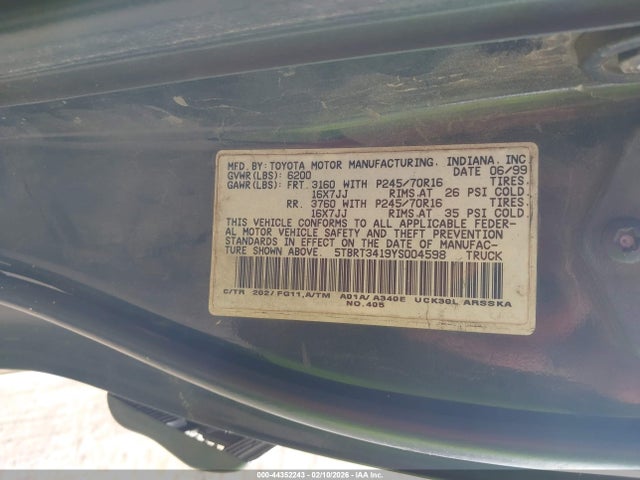 MFG. BY: TOYOTA MOTOR MANUFACTURING, INDIANA, INC
GVWR(LBS): 6200 DATE 06/99
GAWR(LBS): FRT. 3160 WITH P245/70R16 TIRES,
16X7JJ RIMS,AT 26 PSI COLD.
RR. 3760 WITH P245/70R16 TIRES,
16X7JJ RIMS,AT 35 PSI COLD.
THIS VEHICLE CONFORMS TO ALL APPLICABLE FEDER-
AL MOTOR VEHICLE SAFETY AND THEFT PREVENTION
STANDARDS IN EFFECT ON THE DATE OF MANUFAC-
TURE SHOWN ABOVE. 5TBRT3419YS004598 TRUCK
C/TR 202/FG11,A/TM A01A/A340E UCK30L ARSSKA
NO.405
000-44352243 - 02/10/2026 - IAA Inc.